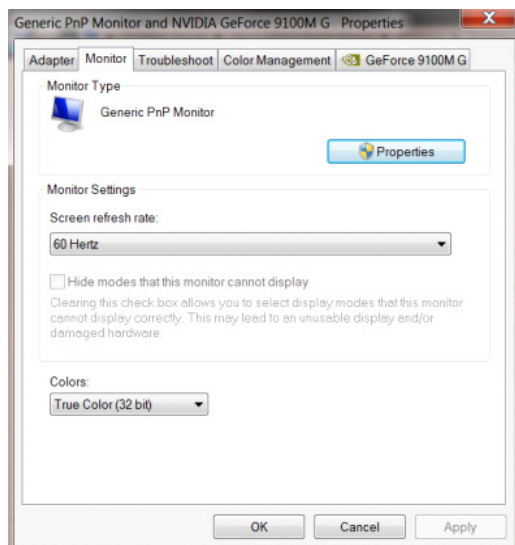 Generic PnP Monitor and NVIDIA GeForce 9100M G Properties
X
Adapter Monitor Troubleshoot Color Management GeForce 9100M G
Monitor Type
Generic PnP Monitor
Properties
Monitor Settings
Screen refresh rate:
60 Hertz
Hide modes that this monitor cannot display
Clearing this check box allows you to select display modes that this monitor
cannot display correctly. This may lead to an unusable display and/or
damaged hardware.
Colors:
True Color (32 bit)
OK Cancel Apply